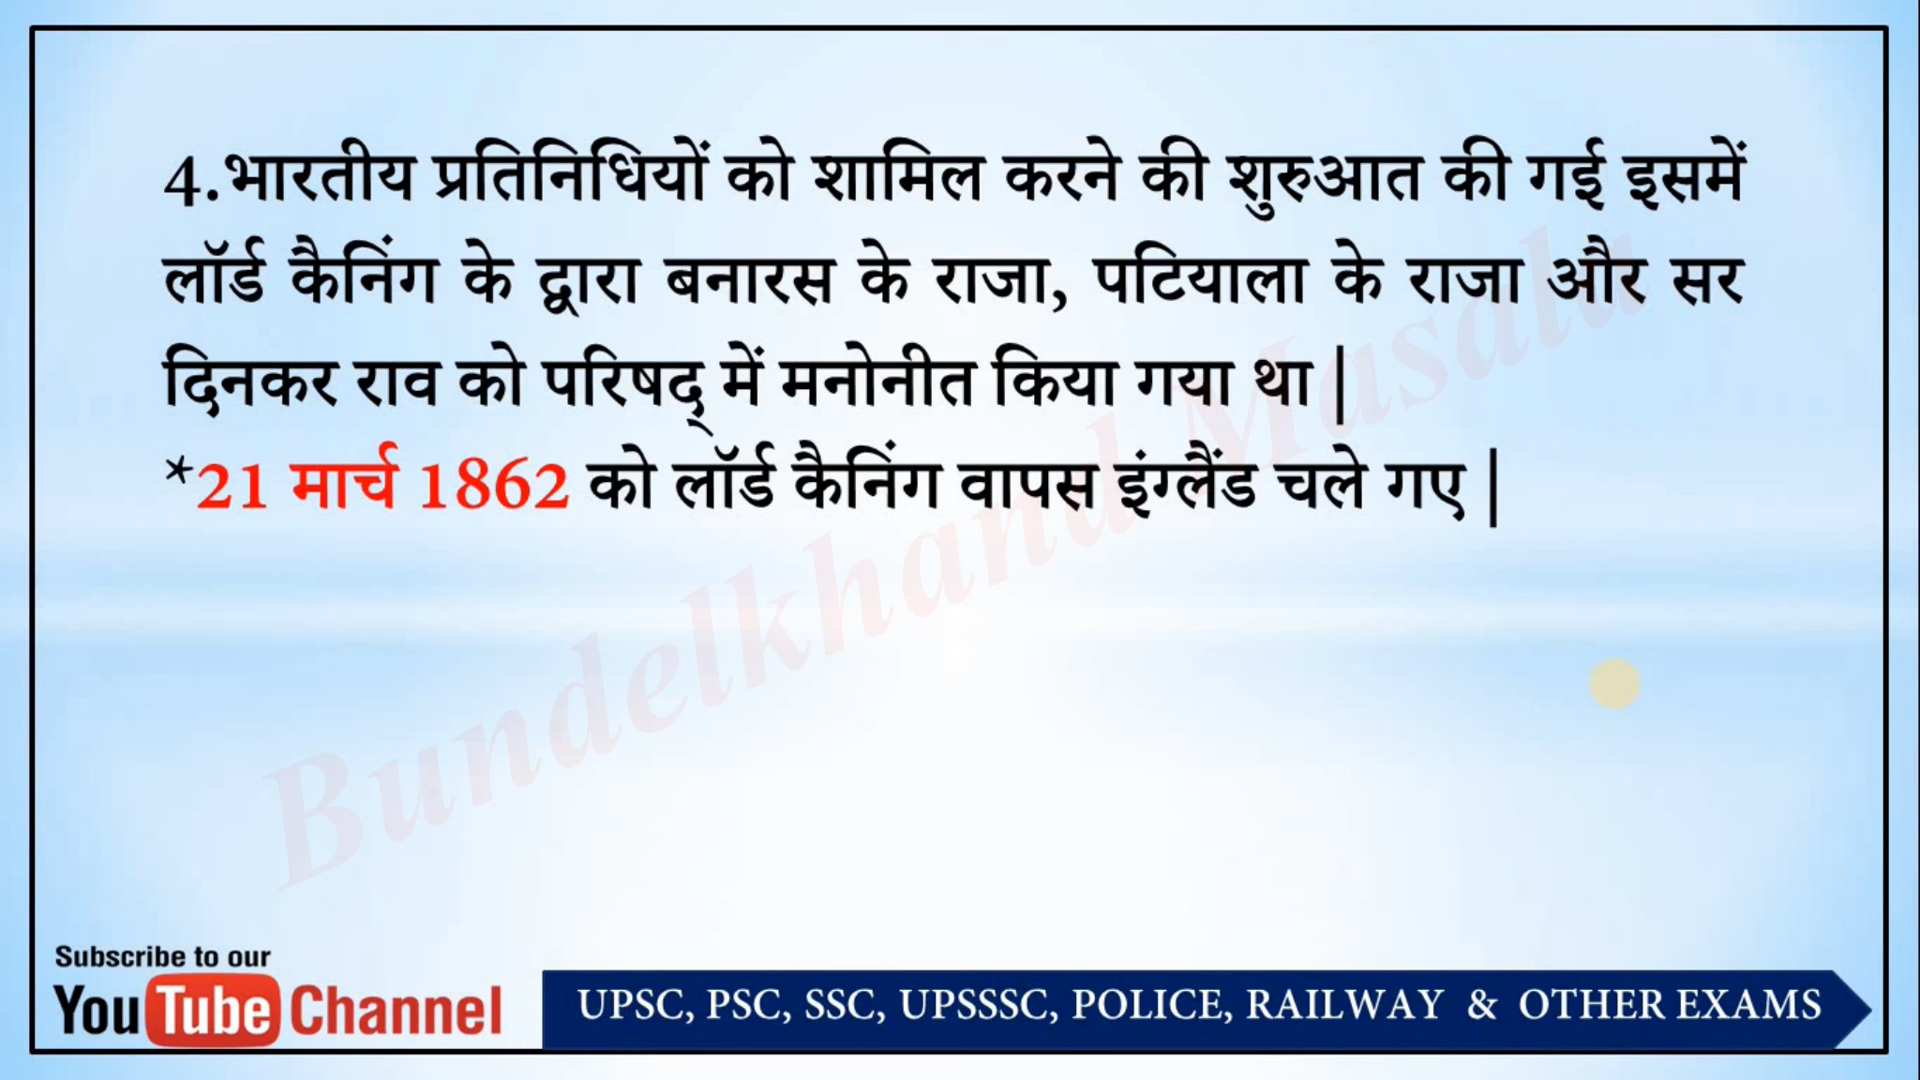 4.भारतीय प्रतिनिधियों को शामिल करने की शुरुआत की गई इसमें
लॉर्ड कैनिंग के द्वारा बनारस के राजा, पटियाला के राजा और सर
दिनकर राव को परिषद् में मनोनीत किया गया था |
*21 मार्च 1862 को लॉर्ड कैनिंग वापस इंग्लैंड चले गए |
Bundelkhand Masala
Subscribe to our
YouTube Channel
UPSC, PSC, SSC, UPSSSC, POLICE, RAILWAY & OTHER EXAMS